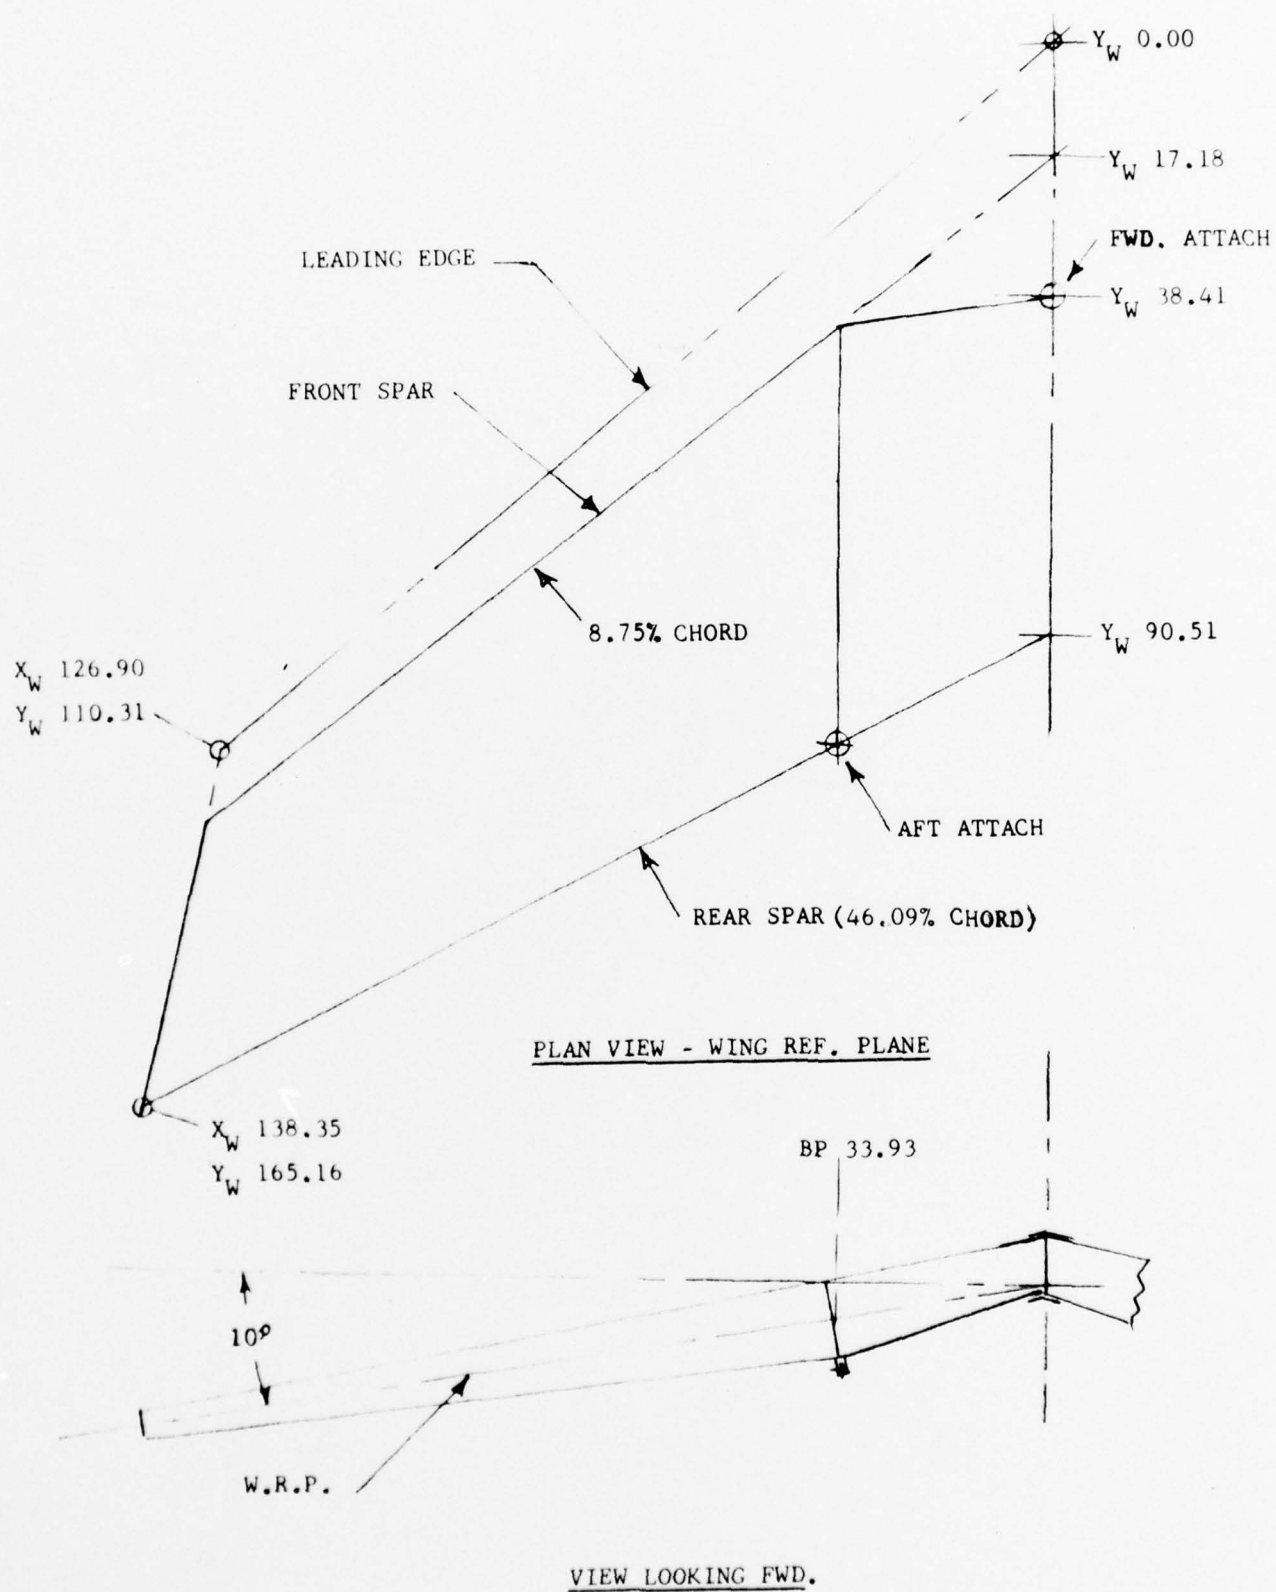 Y_W 0.00
Y_W 17.18
FWD. ATTACH
LEADING EDGE
Y_W 38.41
FRONT SPAR
8.75% CHORD
Y_W 90.51
X_W 126.90
Y_W 110.31
AFT ATTACH
REAR SPAR (46.09% CHORD)
PLAN VIEW - WING REF. PLANE
X_W 138.35
Y_W 165.16
BP 33.93
10°
W.R.P.
VIEW LOOKING FWD.